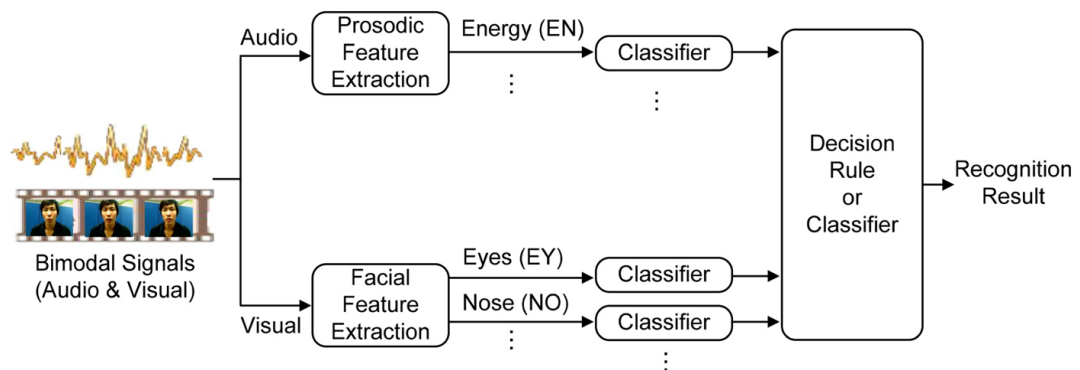 Audio
Prosodic
Feature
Extraction
Energy (EN)
Classifier
Bimodal Signals
(Audio & Visual)
Visual
Facial
Feature
Extraction
Eyes (EY)
Classifier
Nose (NO)
Classifier
Decision
Rule
or
Classifier
Recognition
Result